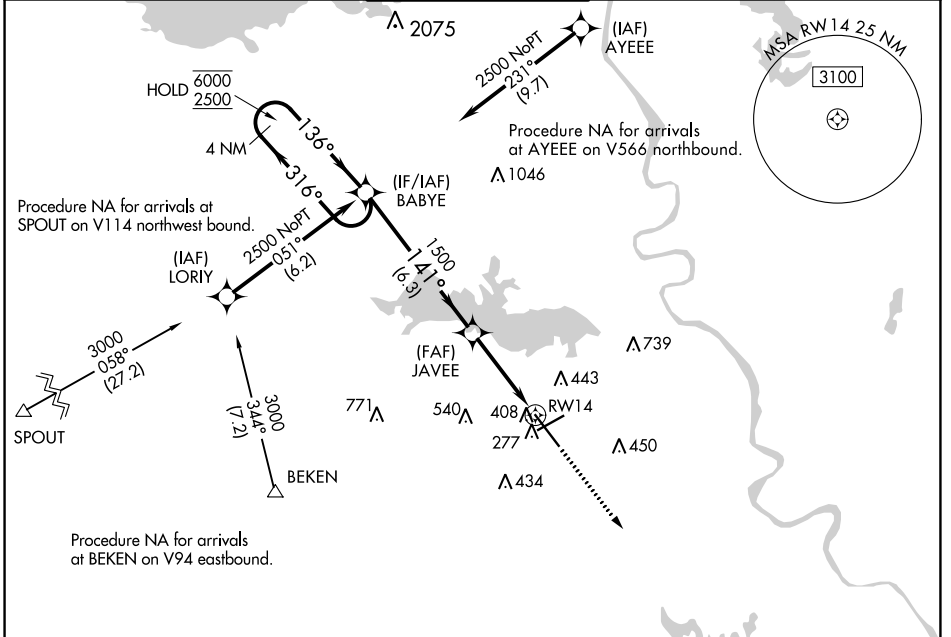 2075
(IAF)
AYEEE
2500 NoPT
231°
(9.7)
MSA RW14 25 NM
3100
HOLD
6000
2500
4 NM
136°
316°
Procedure NA for arrivals
at AYEEE on V566 northbound.
1046
(IF/IAF)
BABYE
Procedure NA for arrivals at
SPOUT on V114 northwest bound.
(IAF)
LORIY
2500 NoPT
051°
(6.2)
1500
141°
(6.3)
3000
058°
(27.2)
SPOUT
3000
344°
(7.2)
BEKEN
(FAF)
JAVEE
739
443
771
540
408
RW14
277
450
434
Procedure NA for arrivals
at BEKEN on V94 eastbound.